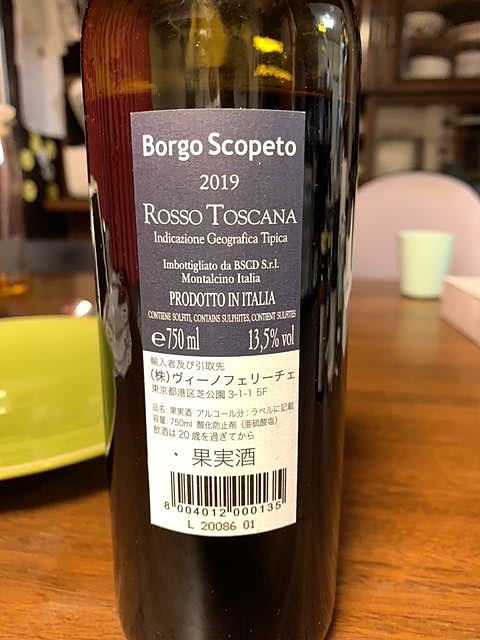 Borgo Scopeto
2019
ROSSO TOSCANA
Indicazione Geografica Tipica
Imbottigliato da BSCD S.r.l.
Montalcino Italia
PRODOTTO IN ITALIA
CONTIENE SOLFITI, CONTAINS SULPHITES, CONTIENT SULFITES
℮750 ml 13,5% vol
輸入者及び引取先
(株)ヴィーノフェリーチェ
東京都港区芝公園 3-1-1 5F
品名: 果実酒 アルコール分: ラベルに記載
容量: 750ml 酸化防止剤(亜硫酸塩)
飲酒は20歳を過ぎてから
・果実酒
8 004012 000135
L 20086 01